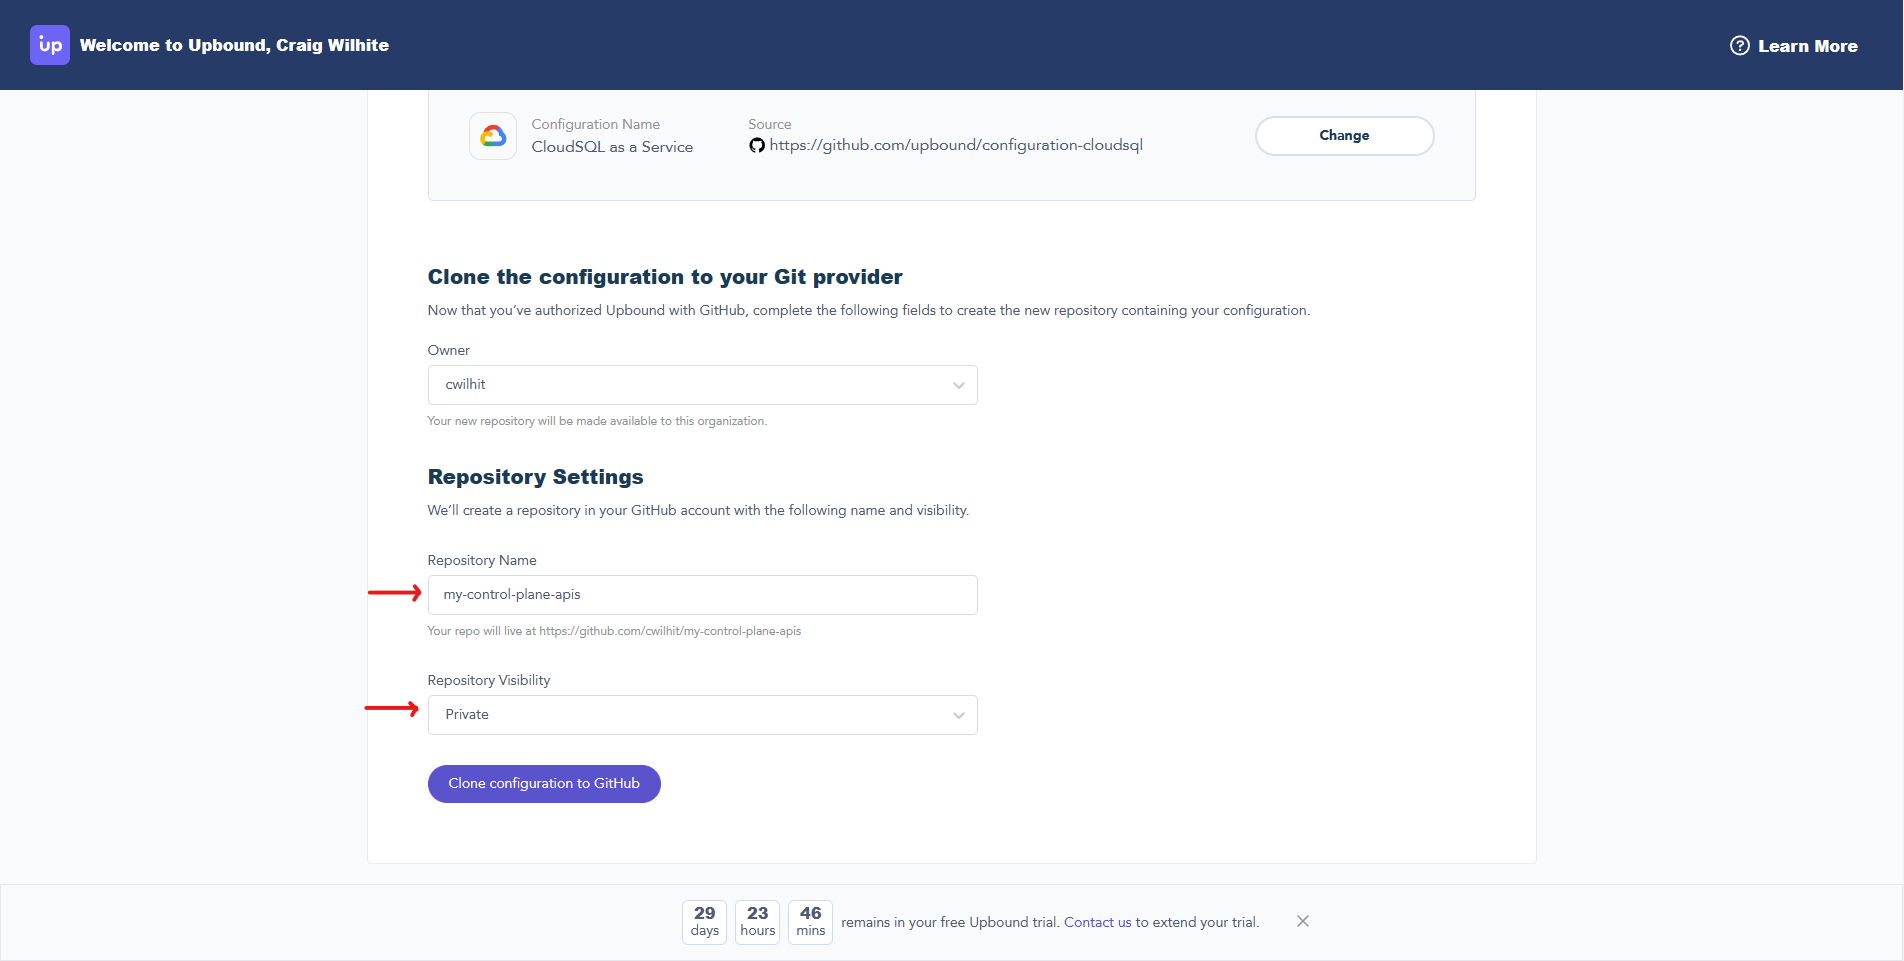 up Welcome to Upbound, Craig Wilhite
? Learn More
Configuration Name
CloudSQL as a Service
Source
https://github.com/upbound/configuration-cloudsql
Change
Clone the configuration to your Git provider
Now that you’ve authorized Upbound with GitHub, complete the following fields to create the new repository containing your configuration.
Owner
cwilhit
Your new repository will be made available to this organization.
Repository Settings
We’ll create a repository in your GitHub account with the following name and visibility.
Repository Name
my-control-plane-apis
Your repo will live at https://github.com/cwilhit/my-control-plane-apis
Repository Visibility
Private
Clone configuration to GitHub
29 days
23 hours
46 mins
remains in your free Upbound trial. Contact us to extend your trial.